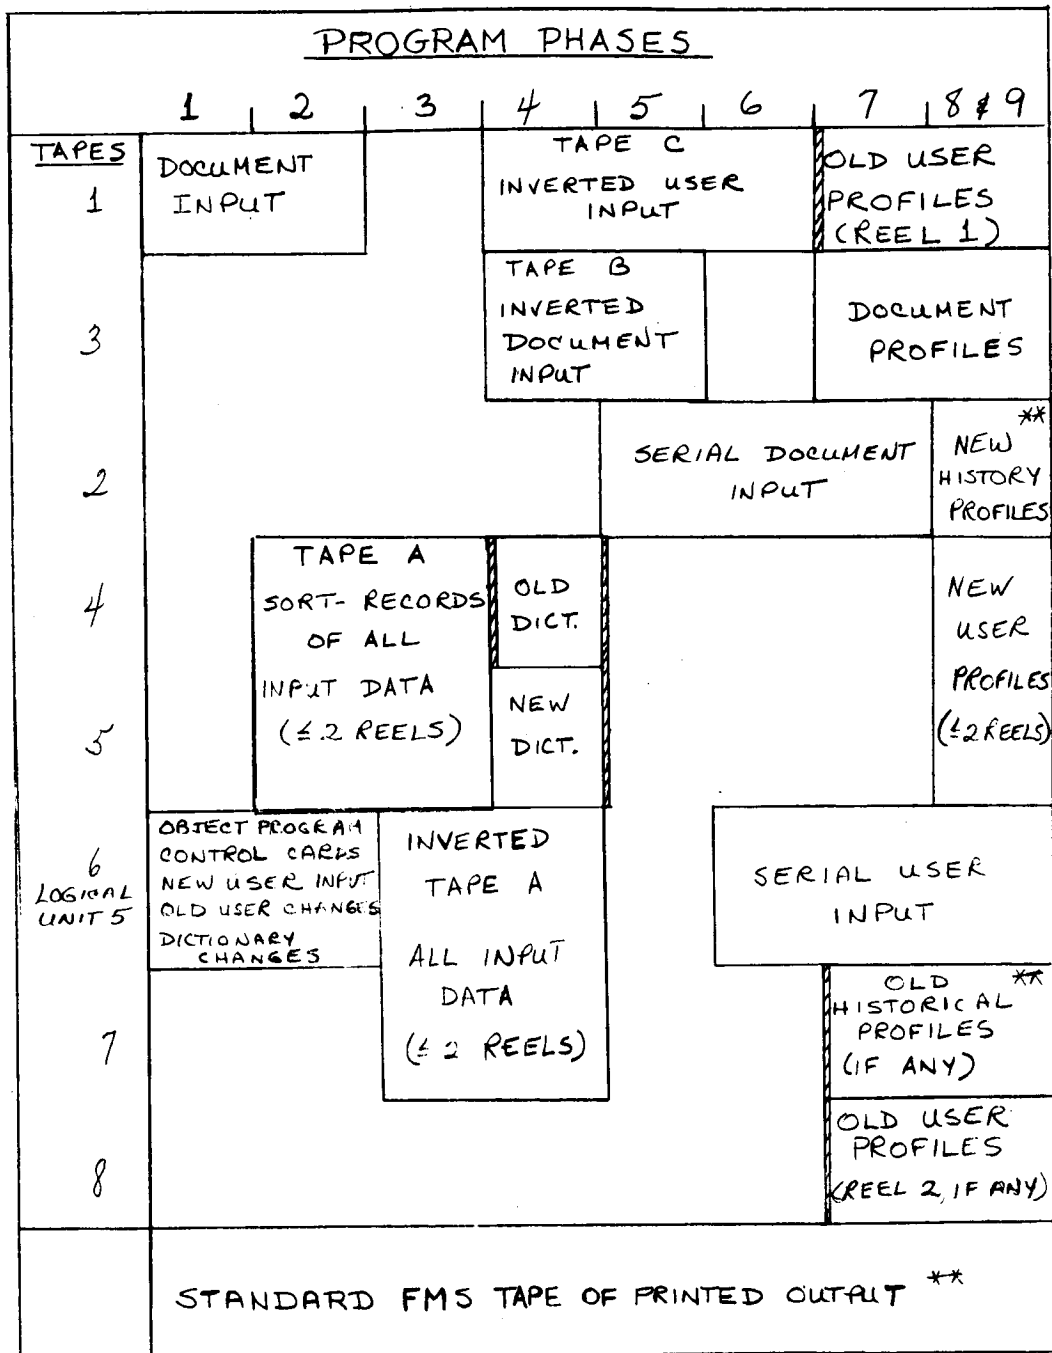 PROGRAM PHASES
1 2 3 4 5 6 7 8 & 9
TAPES
1
DOCUMENT
INPUT
TAPE C
INVERTED USER
INPUT
OLD USER
PROFILES
(REEL 1)
3
TAPE B
INVERTED
DOCUMENT
INPUT
DOCUMENT
PROFILES
2
SERIAL DOCUMENT
INPUT
**
NEW
HISTORY
PROFILES
4
5
TAPE A
SORT-RECORDS
OF ALL
INPUT DATA
(≤ 2 REELS)
OLD
DICT.
NEW
DICT.
NEW
USER
PROFILES
(≤2 REELS)
6
LOGICAL
UNIT 5
OBJECT PROGRAM
CONTROL CARDS
NEW USER INPUT
OLD USER CHANGES
DICTIONARY
CHANGES
INVERTED
TAPE A
ALL INPUT
DATA
(≤ 2 REELS)
SERIAL USER
INPUT
7
OLD **
HISTORICAL
PROFILES
(IF ANY)
8
OLD USER
PROFILES
(REEL 2, IF ANY)
STANDARD FMS TAPE OF PRINTED OUTPUT **